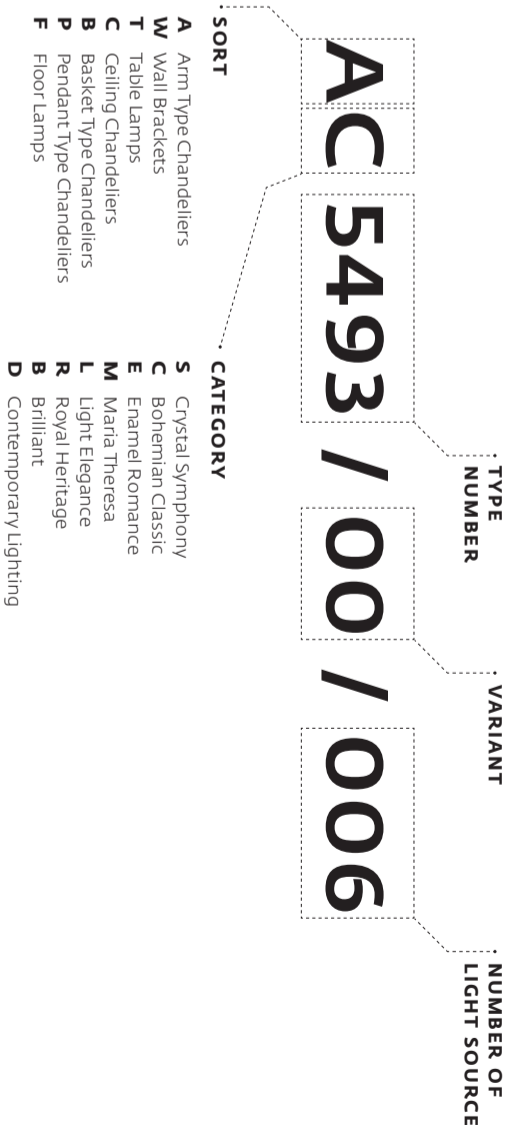 TYPE
NUMBER
VARIANT
NUMBER OF
LIGHT SOURCE
AC 5493 / 00 / 006
SORT
A Arm Type Chandeliers
W Wall Brackets
T Table Lamps
C Ceiling Chandeliers
B Basket Type Chandeliers
P Pendant Type Chandeliers
F Floor Lamps
CATEGORY
S Crystal Symphony
C Bohemian Classic
E Enamel Romance
M Maria Theresa
L Light Elegance
R Royal Heritage
B Brilliant
D Contemporary Lighting